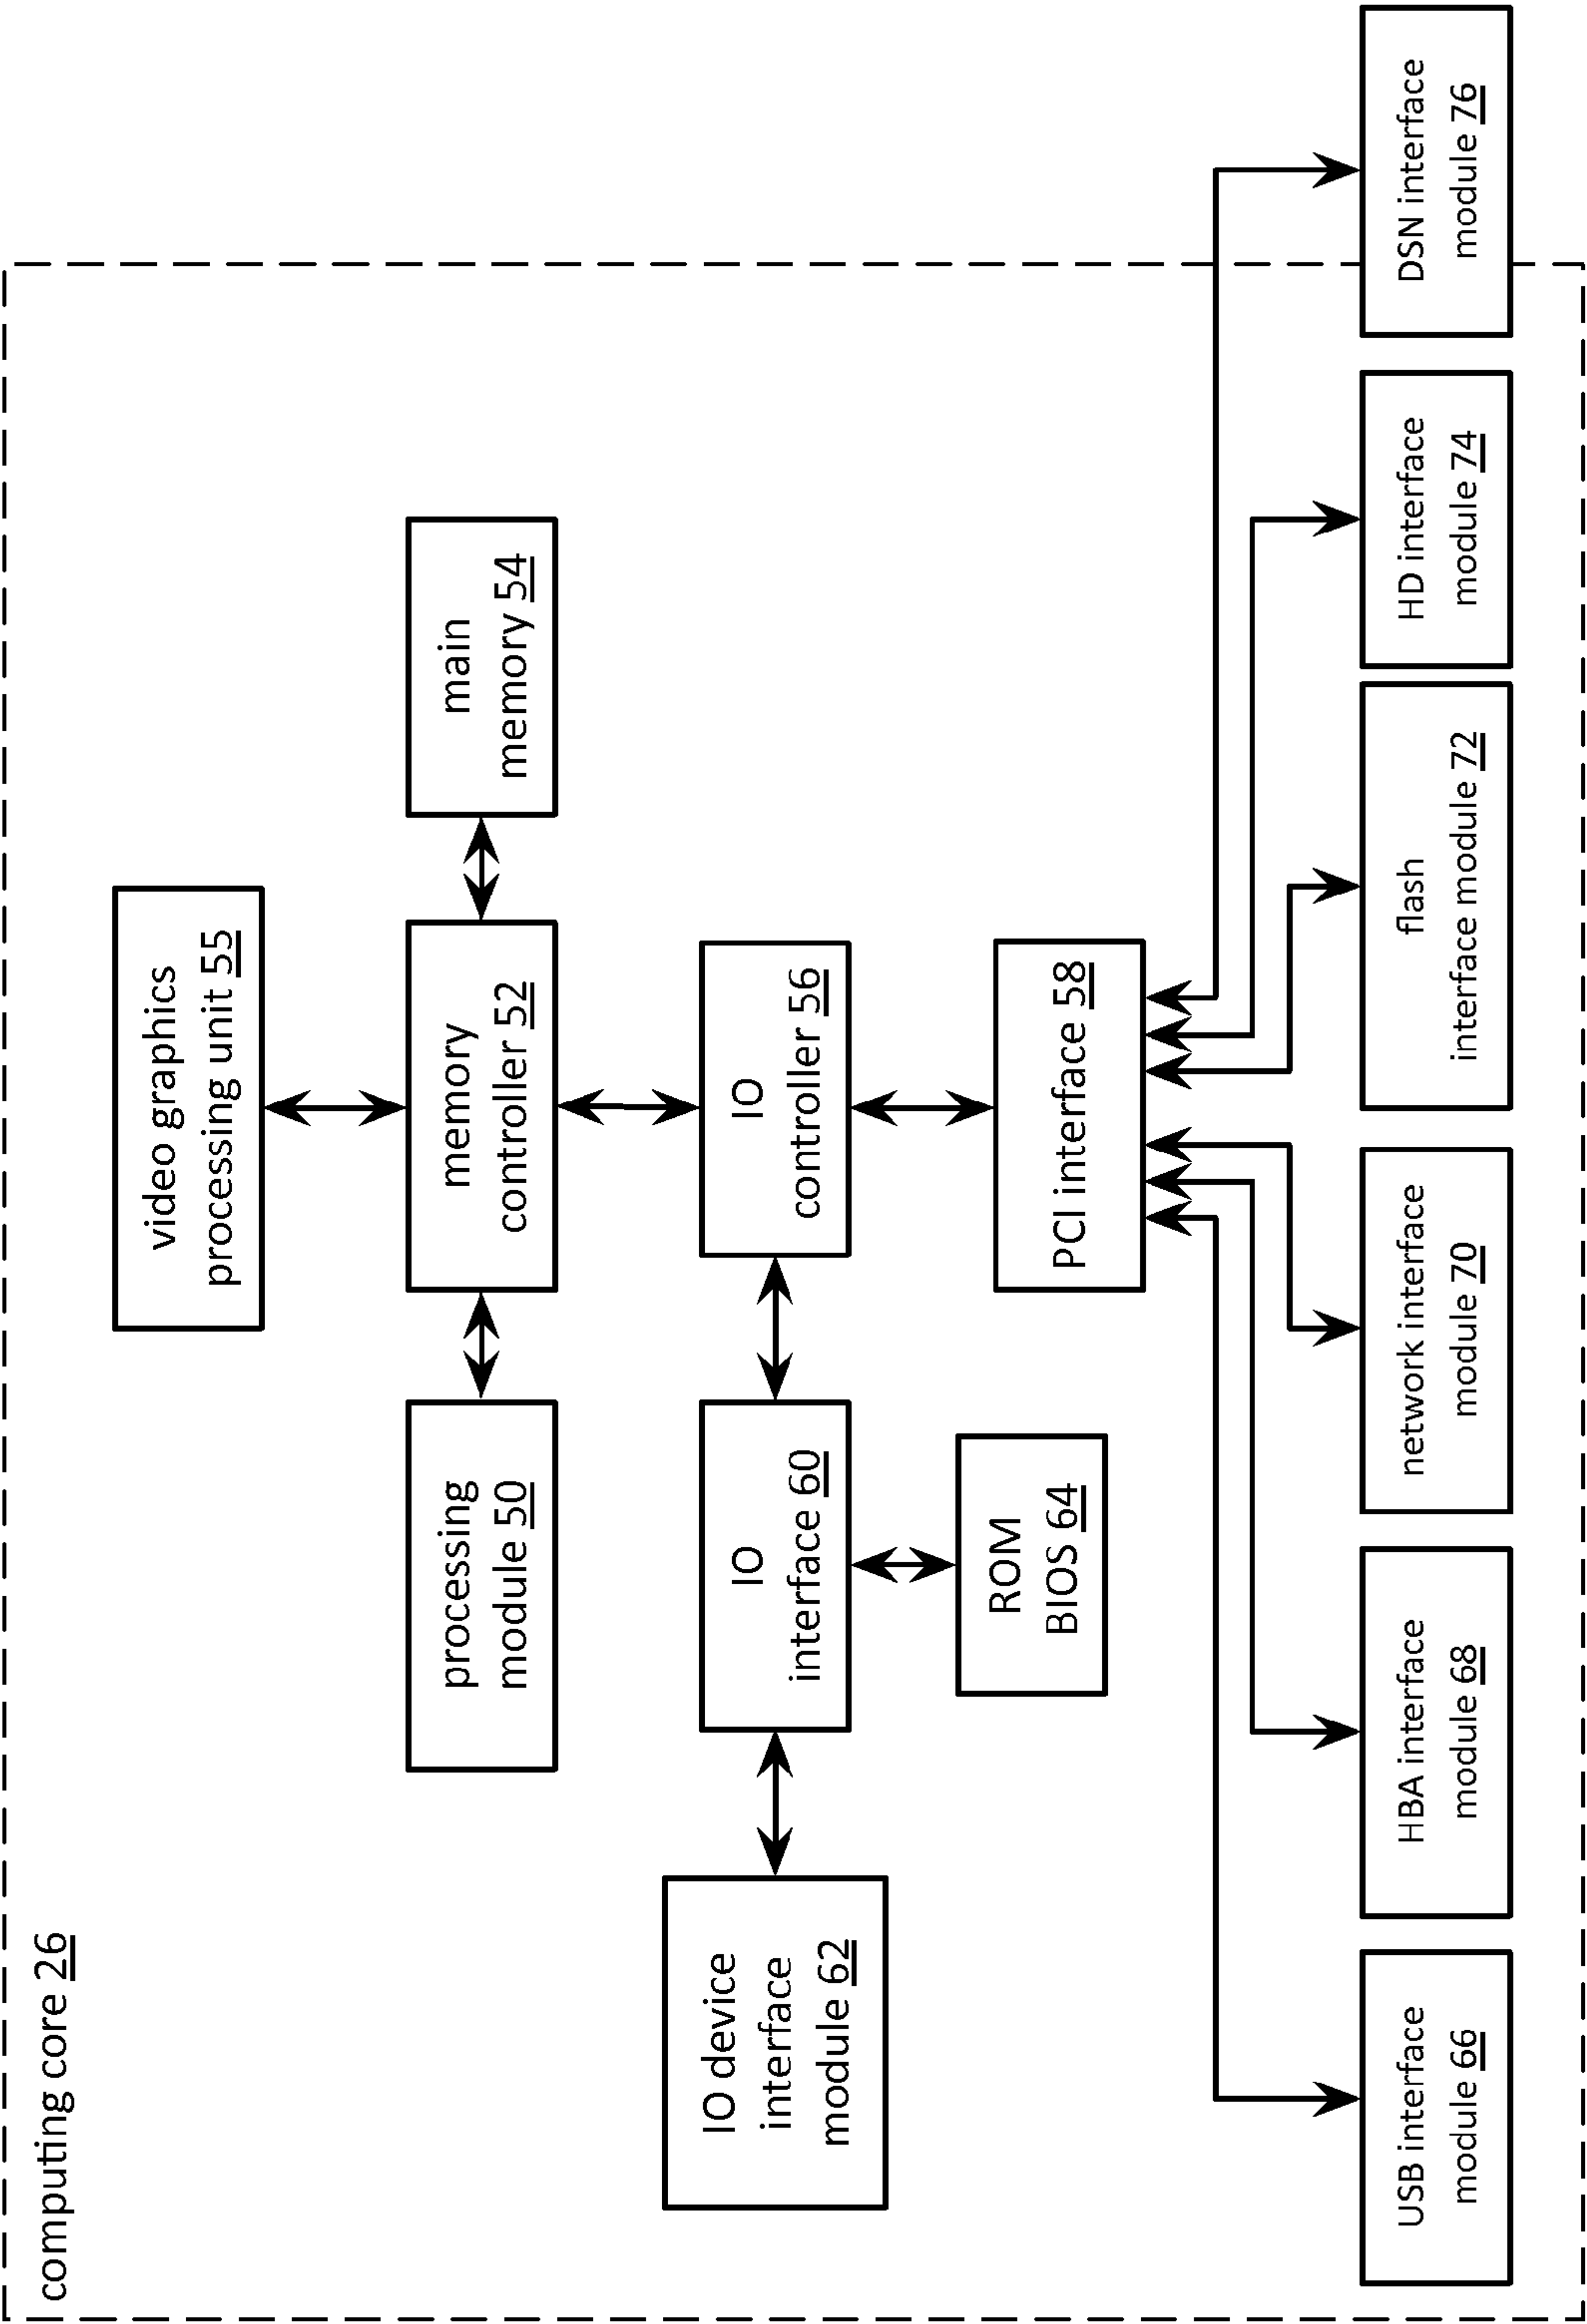 computing core 26
video graphics
processing unit 55
processing
module 50
memory
controller 52
main
memory 54
IO device
interface
module 62
IO
interface 60
IO
controller 56
ROM
BIOS 64
PCI interface 58
USB interface
module 66
HBA interface
module 68
network interface
module 70
flash
interface module 72
HD interface
module 74
DSN interface
module 76